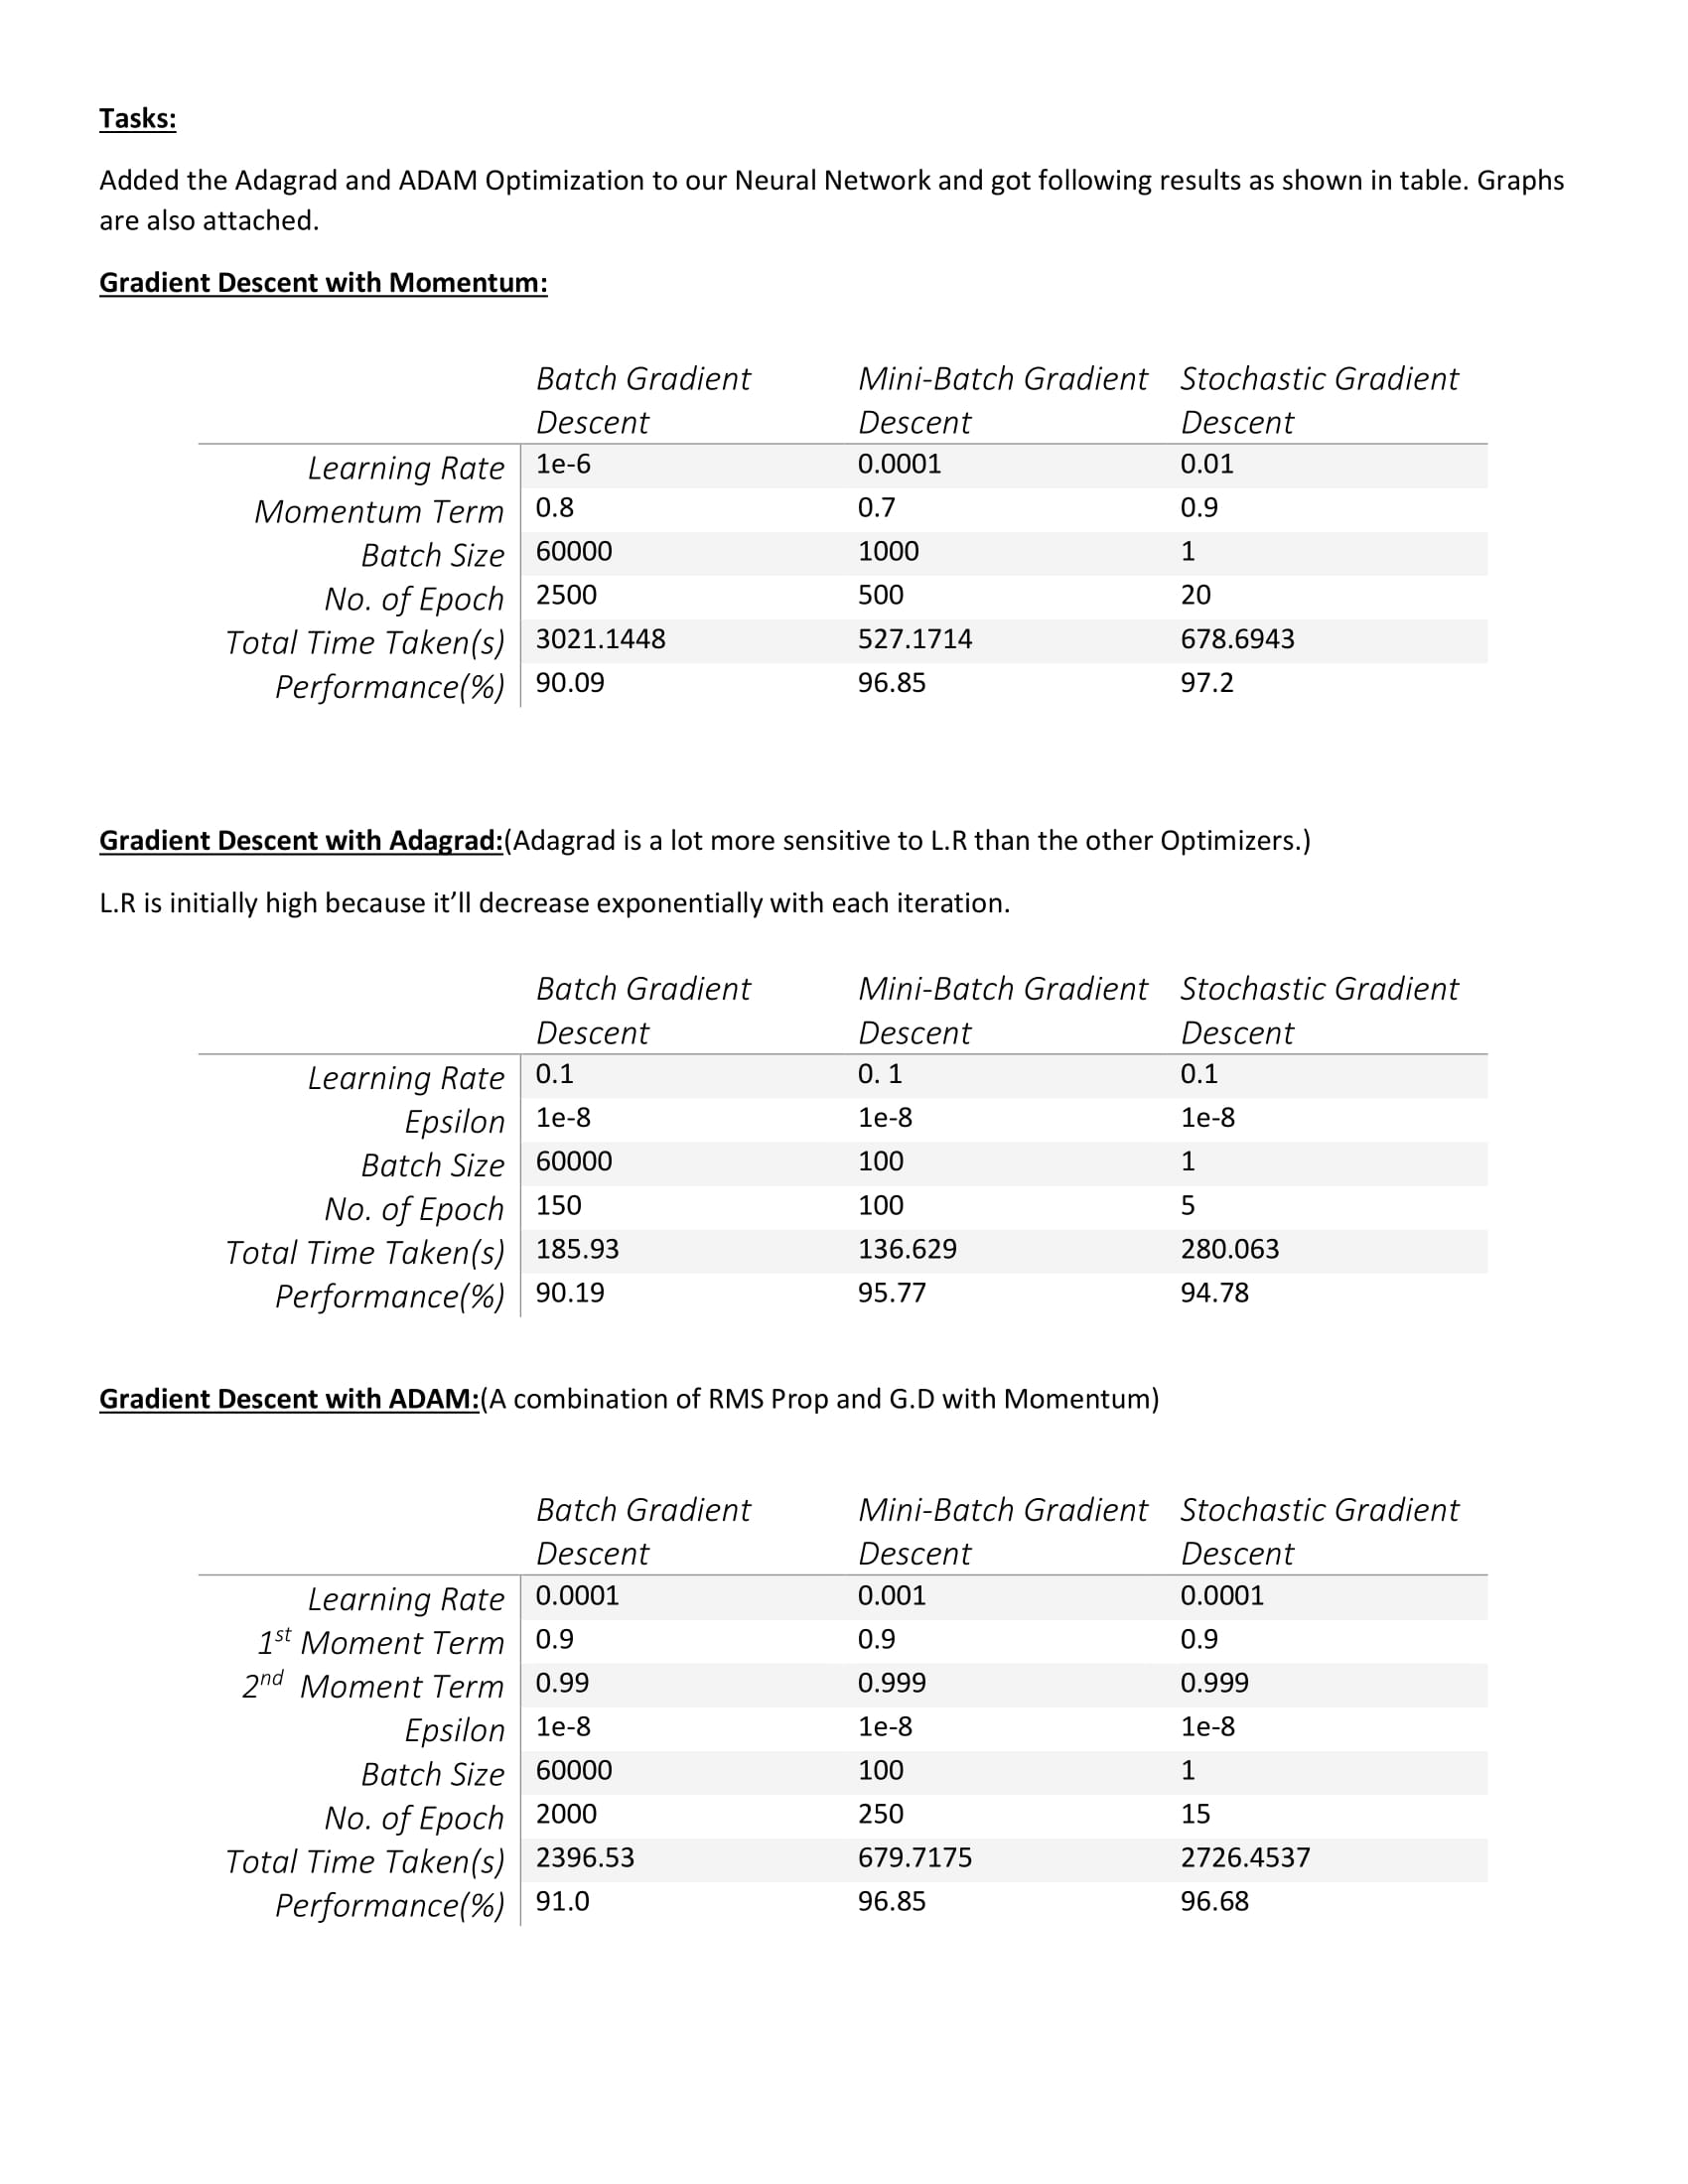 Tasks:
Added the Adagrad and ADAM Optimization to our Neural Network and got following results as shown in table. Graphs
are also attached.
Gradient Descent with Momentum:
Batch Gradient Descent Mini-Batch Gradient Descent Stochastic Gradient Descent
Learning Rate 1e-6 0.0001 0.01
Momentum Term 0.8 0.7 0.9
Batch Size 60000 1000 1
No. of Epoch 2500 500 20
Total Time Taken(s) 3021.1448 527.1714 678.6943
Performance(%) 90.09 96.85 97.2
Gradient Descent with Adagrad:(Adagrad is a lot more sensitive to L.R than the other Optimizers.)
L.R is initially high because it’ll decrease exponentially with each iteration.
Batch Gradient Descent Mini-Batch Gradient Descent Stochastic Gradient Descent
Learning Rate 0.1 0. 1 0.1
Epsilon 1e-8 1e-8 1e-8
Batch Size 60000 100 1
No. of Epoch 150 100 5
Total Time Taken(s) 185.93 136.629 280.063
Performance(%) 90.19 95.77 94.78
Gradient Descent with ADAM:(A combination of RMS Prop and G.D with Momentum)
Batch Gradient Descent Mini-Batch Gradient Descent Stochastic Gradient Descent
Learning Rate 0.0001 0.001 0.0001
1st Moment Term 0.9 0.9 0.9
2nd Moment Term 0.99 0.999 0.999
Epsilon 1e-8 1e-8 1e-8
Batch Size 60000 100 1
No. of Epoch 2000 250 15
Total Time Taken(s) 2396.53 679.7175 2726.4537
Performance(%) 91.0 96.85 96.68